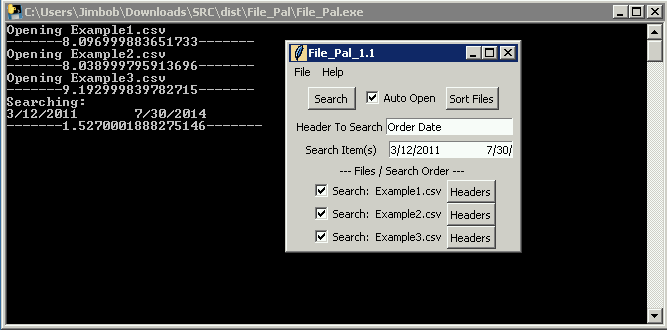 C:\Users\Jimbob\Downloads\SRC\dist\File_Pal\File_Pal.exe
Opening Example1.csv
-------8.096999883651733--------
Opening Example2.csv
-------8.038999795913696--------
Opening Example3.csv
-------9.192999839782715--------
Searching:
3/12/2011 7/30/2014
-------1.5270001888275146--------
File_Pal_1.1
File Help
Search Auto Open Sort Files
Header To Search Order Date
Search Item(s) 3/12/2011 7/30/
--- Files / Search Order ---
Search: Example1.csv Headers
Search: Example2.csv Headers
Search: Example3.csv Headers